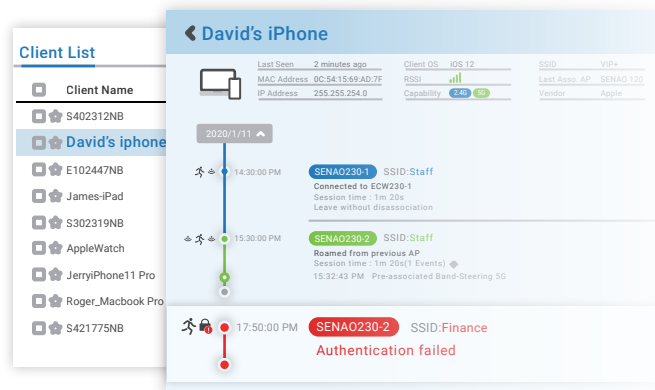 Client List
Client Name
S402312NB
David's iphone
E102447NB
James-iPad
S302319NB
AppleWatch
JerryiPhone11 Pro
Roger_Macbook Pro
S421775NB
David's iPhone
Last Seen 2 minutes ago
MAC Address 0C:54:15:69:AD:7F
IP Address 255.255.254.0
Client OS iOS 12
RSSI
Capability 2.4G 5G
SSID VIP+
Last Asso. AP SENAO 120
Vendor Apple
2020/1/11
14:30:00 PM SENAO230-1 SSID:Staff
Connected to ECW230-1
Session time : 1m 20s
Leave without disassociation
15:30:00 PM SENAO230-2 SSID:Staff
Roamed from previous AP
Session time : 1m 20s(1 Events)
15:32:43 PM Pre-associated Band-Steering 5G
17:50:00 PM SENAO230-2 SSID:Finance
Authentication failed